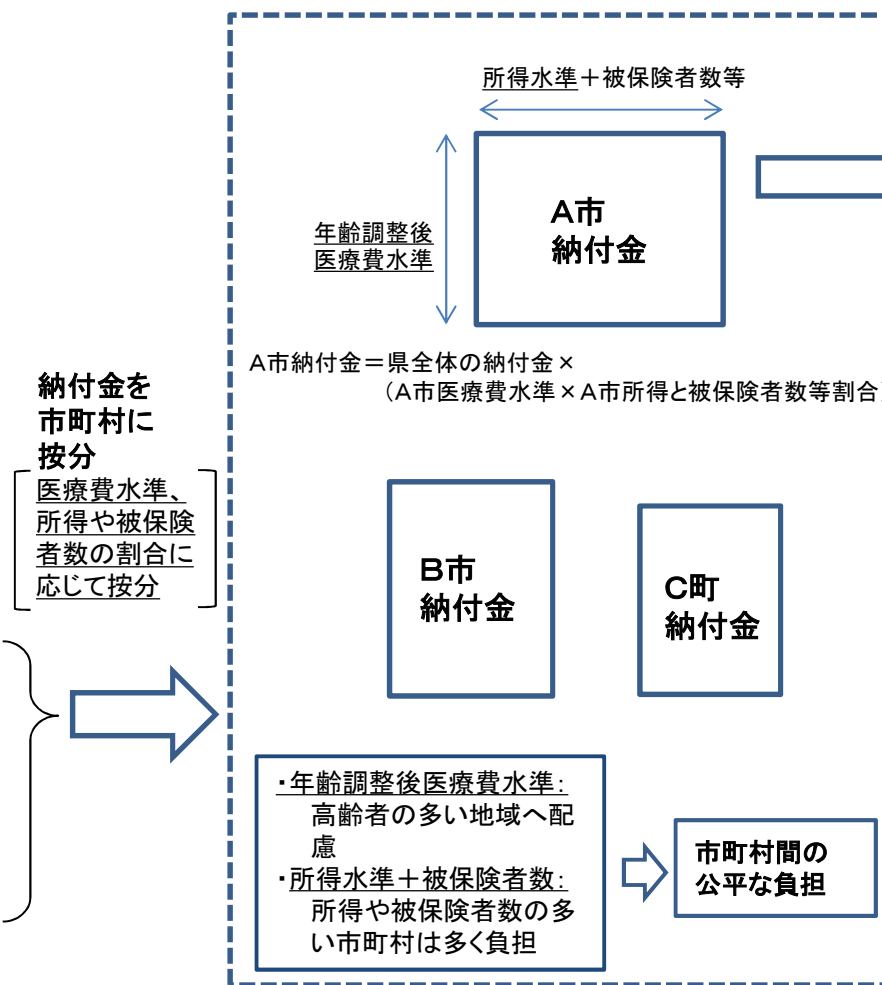 納付金を
市町村に
按分
医療費水準、
所得や被保険
者数の割合に
応じて按分
所得水準＋被保険者数等
年齢調整後
医療費水準
A市
納付金
A市納付金＝県全体の納付金×
（A市医療費水準×A市所得と被保険者数等割合）
B市
納付金
C町
納付金
・年齢調整後医療費水準：
高齢者の多い地域へ配
慮
・所得水準＋被保険者数：
所得や被保険者数の多
い市町村は多く負担
市町村間の
公平な負担